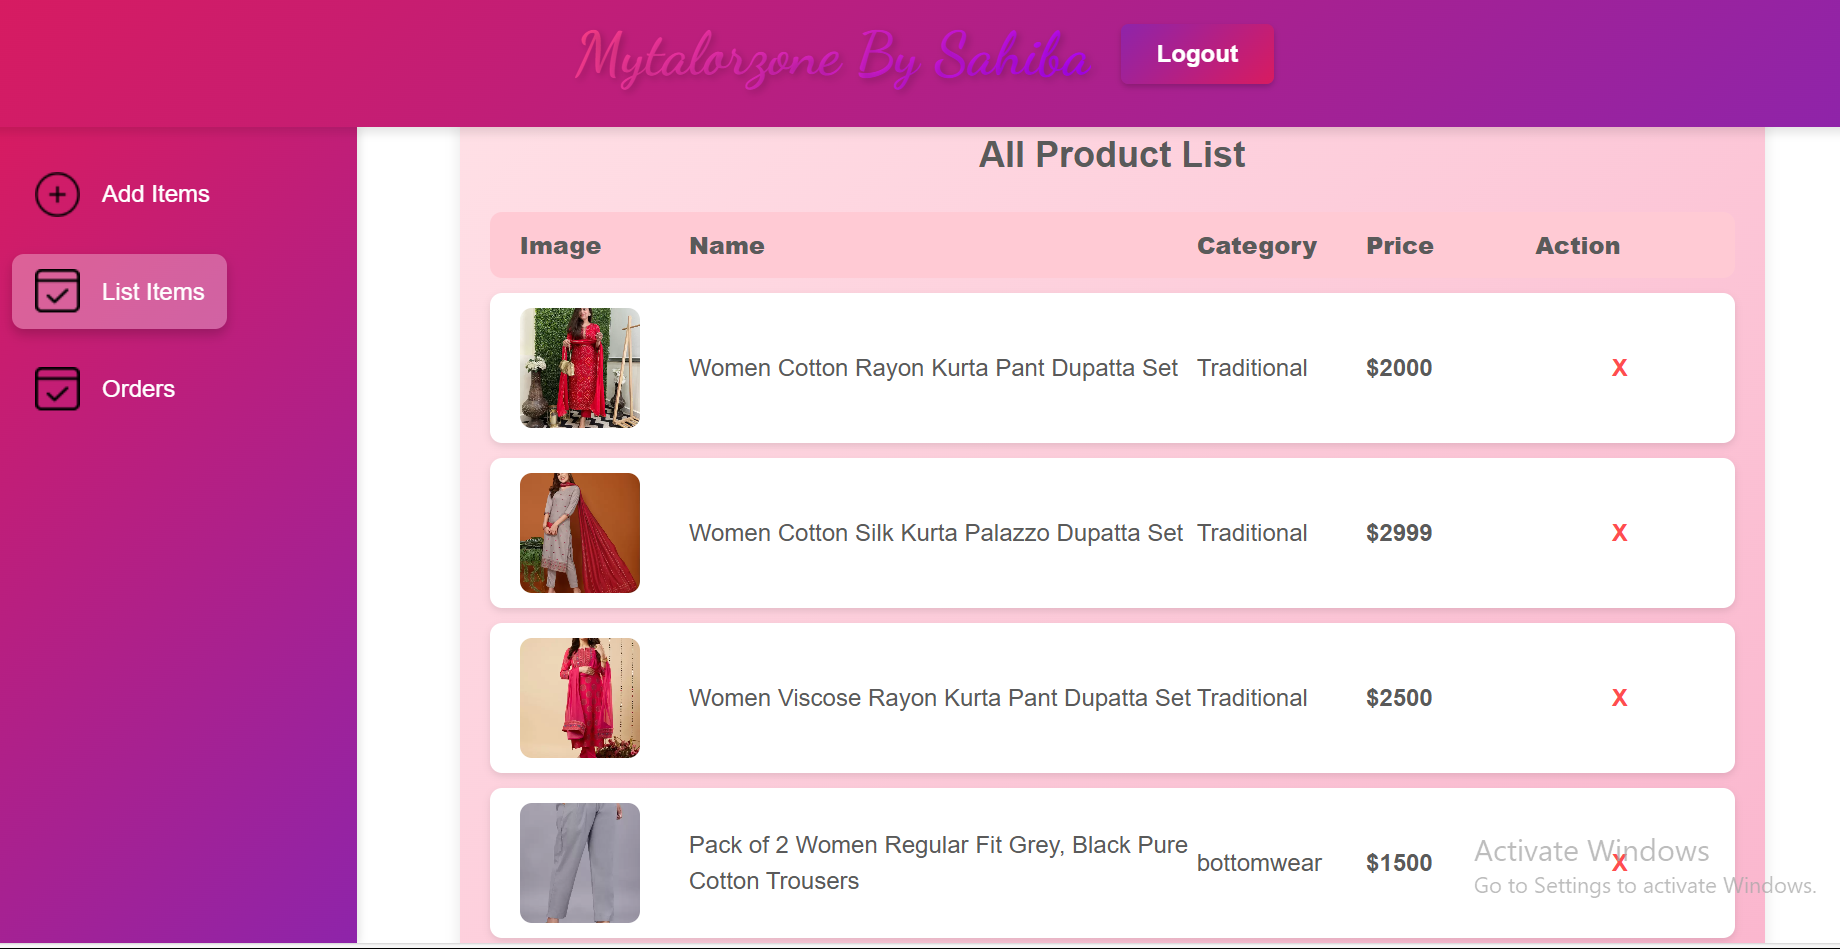 Mytalorzone By Sahiba
Logout
Add Items
List Items
Orders
All Product List
Image Name Category Price Action
Women Cotton Rayon Kurta Pant Dupatta Set Traditional $2000 X
Women Cotton Silk Kurta Palazzo Dupatta Set Traditional $2999 X
Women Viscose Rayon Kurta Pant Dupatta Set Traditional $2500 X
Pack of 2 Women Regular Fit Grey, Black Pure
Cotton Trousers
bottomwear $1500 X
Activate Windows
Go to Settings to activate Windows.